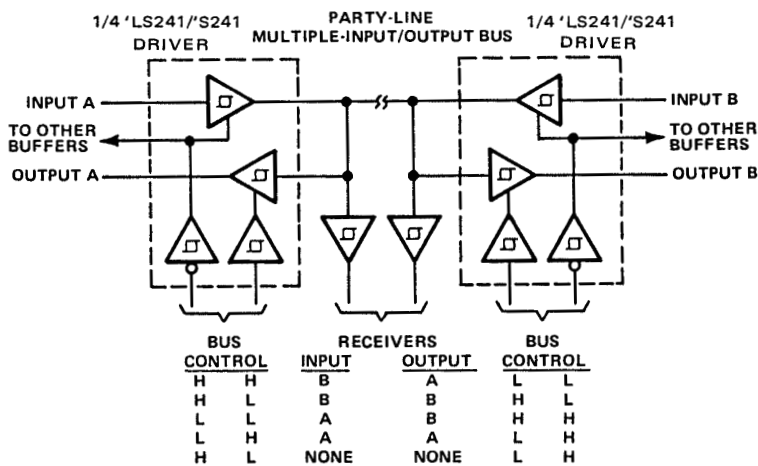 1/4 'LS241/'S241
DRIVER
PARTY-LINE
MULTIPLE-INPUT/OUTPUT BUS
1/4 'LS241/'S241
DRIVER
INPUT A
INPUT B
TO OTHER
BUFFERS
TO OTHER
BUFFERS
OUTPUT A
OUTPUT B
BUS
CONTROL
RECEIVERS
INPUT OUTPUT
BUS
CONTROL
H H B A L L
H L B B H L
L L A B H H
L H A A L H
H L NONE NONE L H